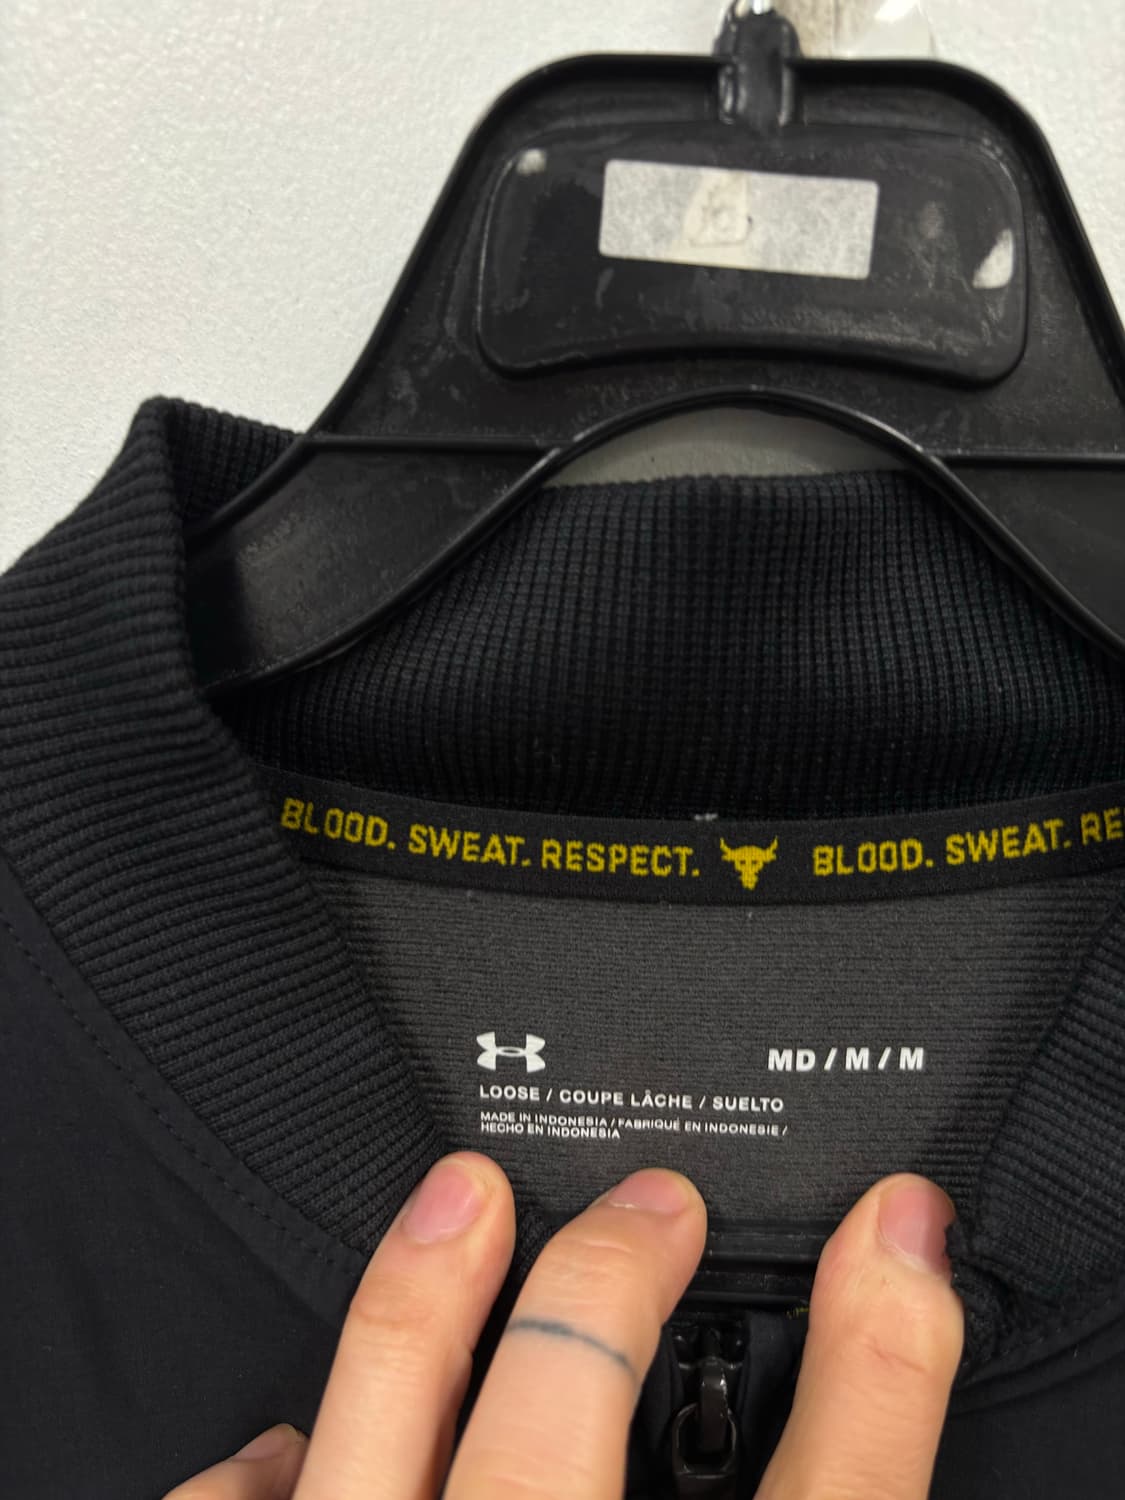 BLOOD. SWEAT. RESPECT. BLOOD. SWEAT. RE
MD / M / M
LOOSE / COUPE LÂCHE / SUELTO
MADE IN INDONESIA / FABRIQUÉ EN INDONESIE /
HECHO EN INDONESIA